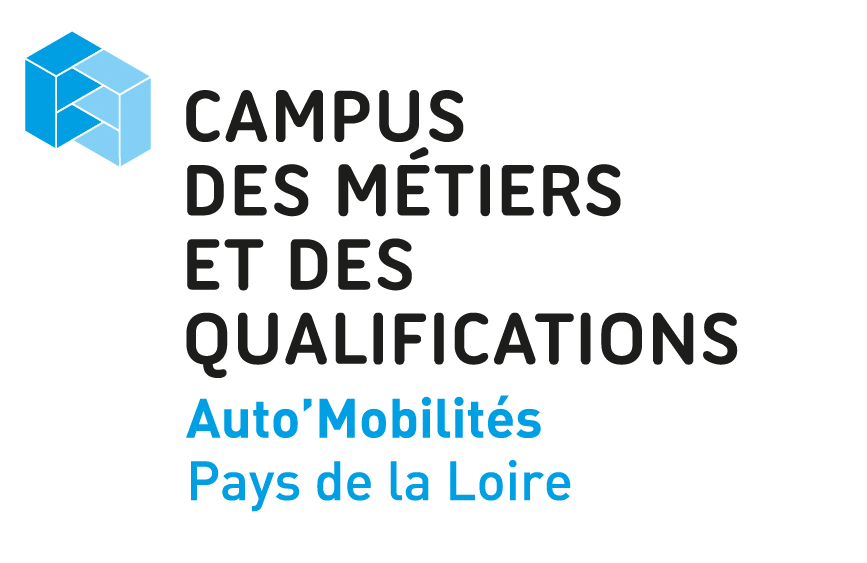 CAMPUS
DES MÉTIERS
ET DES
QUALIFICATIONS
Auto’Mobilités
Pays de la Loire